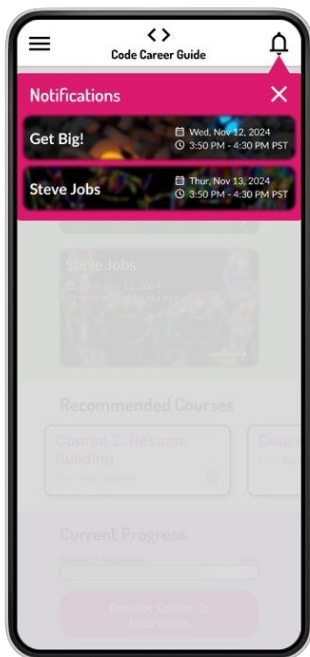 <>
Code Career Guide
Notifications
Get Big!
Wed, Nov 12, 2024
3:50 PM - 4:30 PM PST
Steve Jobs
Thur, Nov 13, 2024
3:50 PM - 4:30 PM PST
Steve Jobs
Recommended Courses
Course 2: Resume
Building
Current Progress
Resume Lesson 2:
Interviews